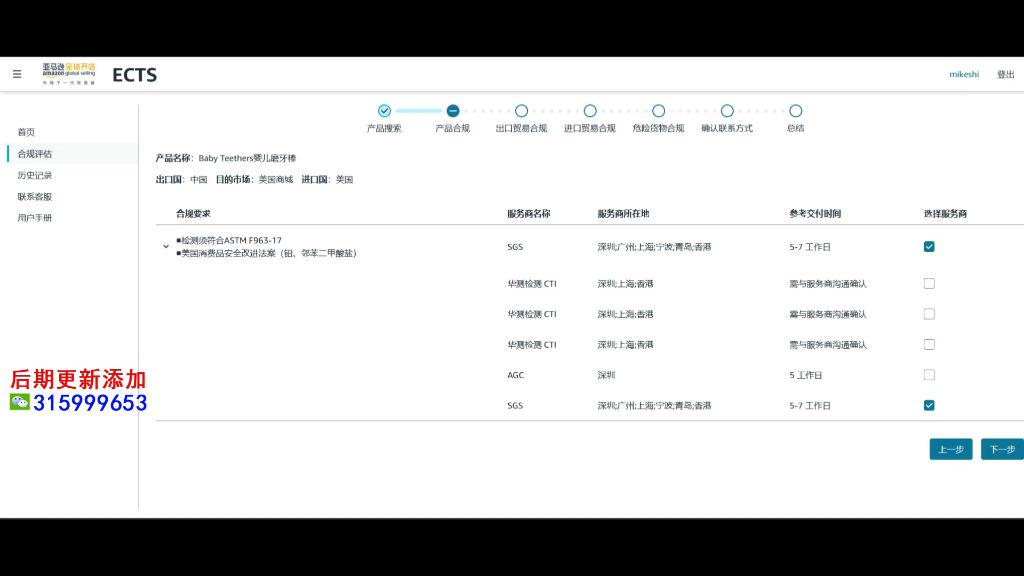 亚马逊全球开店
amazon global selling
ECTS
mikeshi
登出
首页
合规评估
历史记录
联系客服
用户手册
产品搜索
产品合规
出口贸易合规
进口贸易合规
危险货物合规
确认联系方式
总结
产品名称: Baby Teethers婴儿磨牙棒
出口国: 中国 目的市场: 美国商城 进口国: 美国
合规要求 服务商名称 服务商所在地 参考交付时间 选择服务商
■检测须符合ASTM F963-17
■美国消费品安全改进法案（铅、邻苯二甲酸盐）
SGS 深圳;广州;上海;宁波;青岛;香港 5-7 工作日
华测检测 CTI 深圳;上海;香港 需与服务商沟通确认
华测检测 CTI 深圳;上海;香港 需与服务商沟通确认
华测检测 CTI 深圳;上海;香港 需与服务商沟通确认
AGC 深圳 5 工作日
SGS 深圳;广州;上海;宁波;青岛;香港 5-7 工作日
后期更新添加
315999653
上一步
下一步